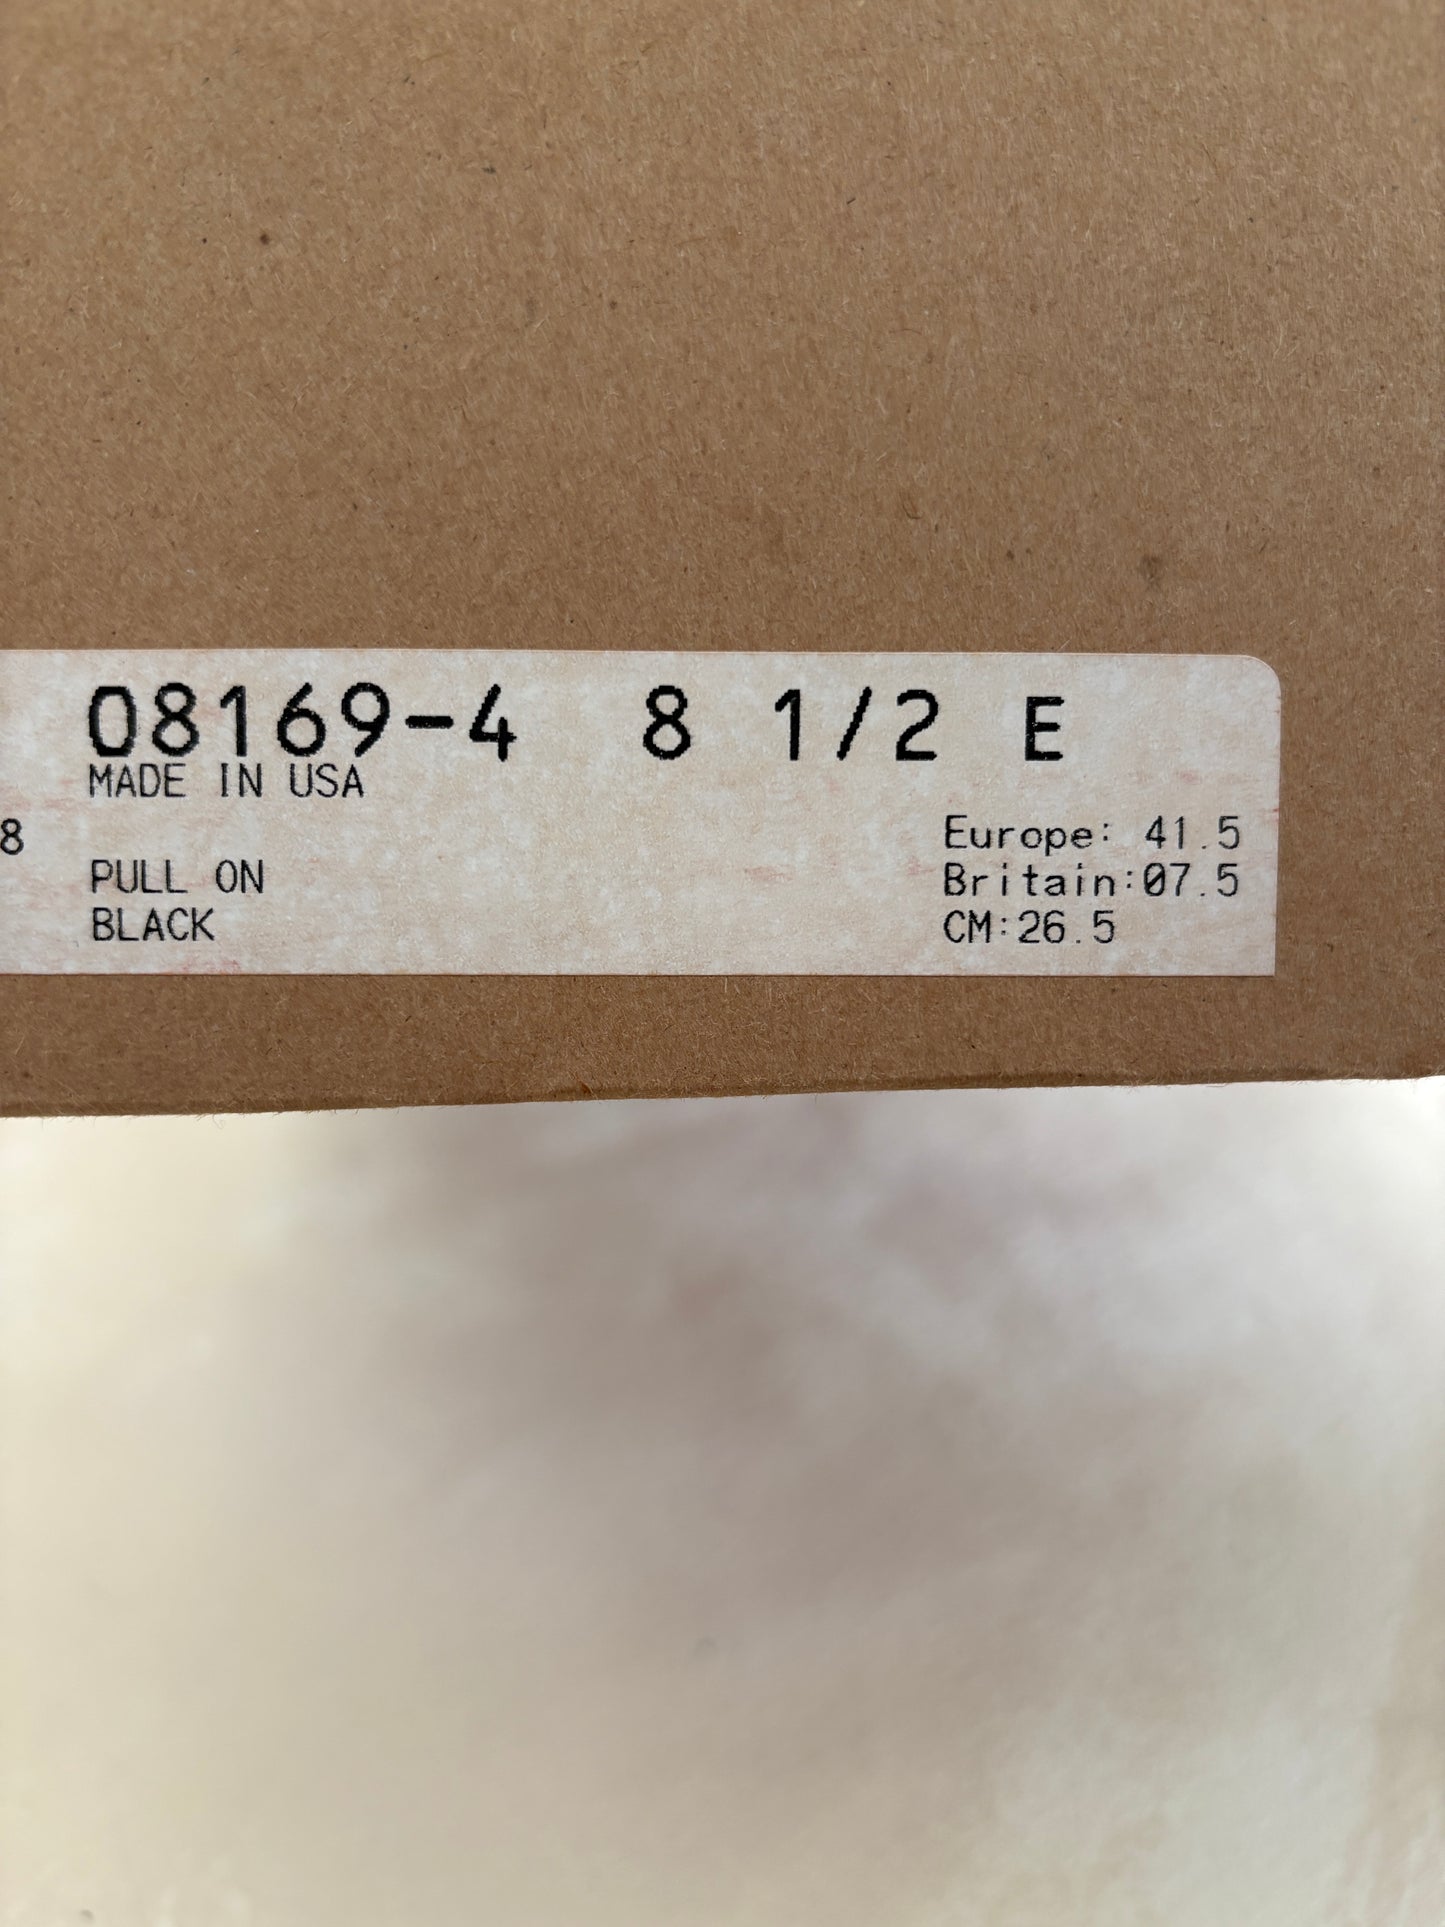 08169-4 8 1/2 E
MADE IN USA
8
Europe: 41.5
PULL ON
Britain:07.5
BLACK
CM:26.5